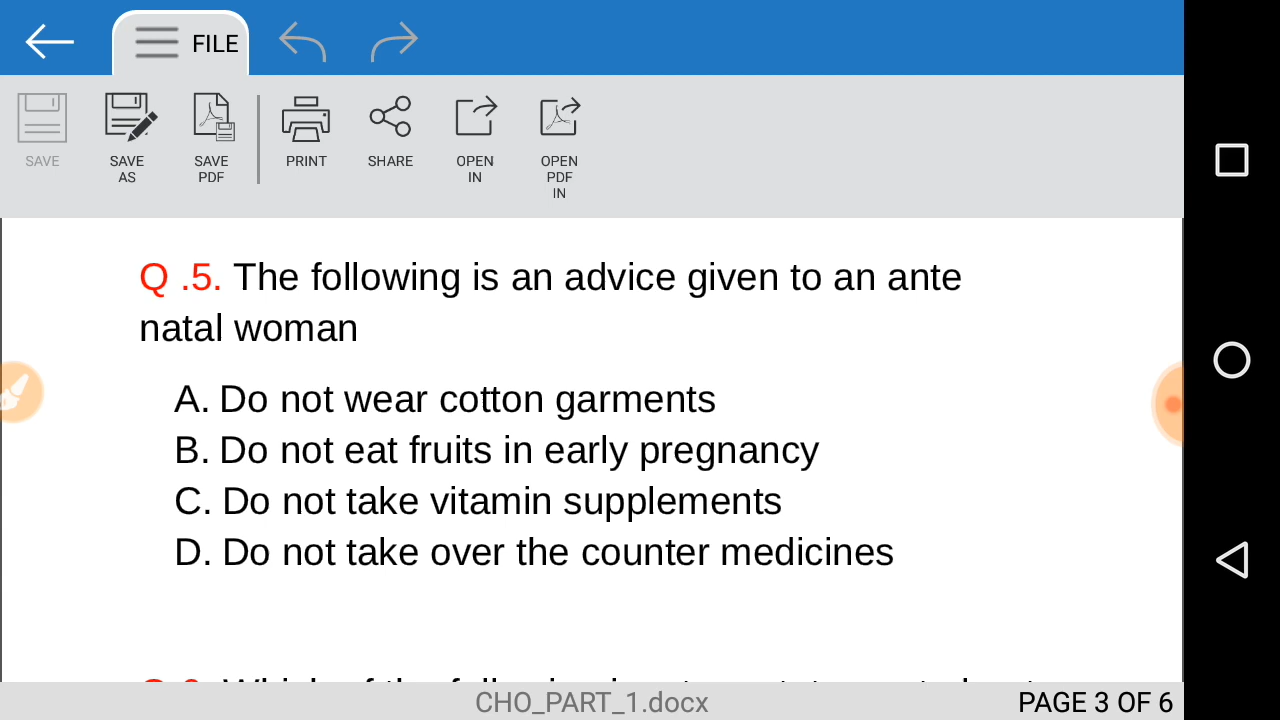 FILE
SAVE
SAVE AS
SAVE PDF
PRINT
SHARE
OPEN IN
OPEN PDF IN
Q .5. The following is an advice given to an ante
natal woman
A. Do not wear cotton garments
B. Do not eat fruits in early pregnancy
C. Do not take vitamin supplements
D. Do not take over the counter medicines
CHO_PART_1.docx
PAGE 3 OF 6